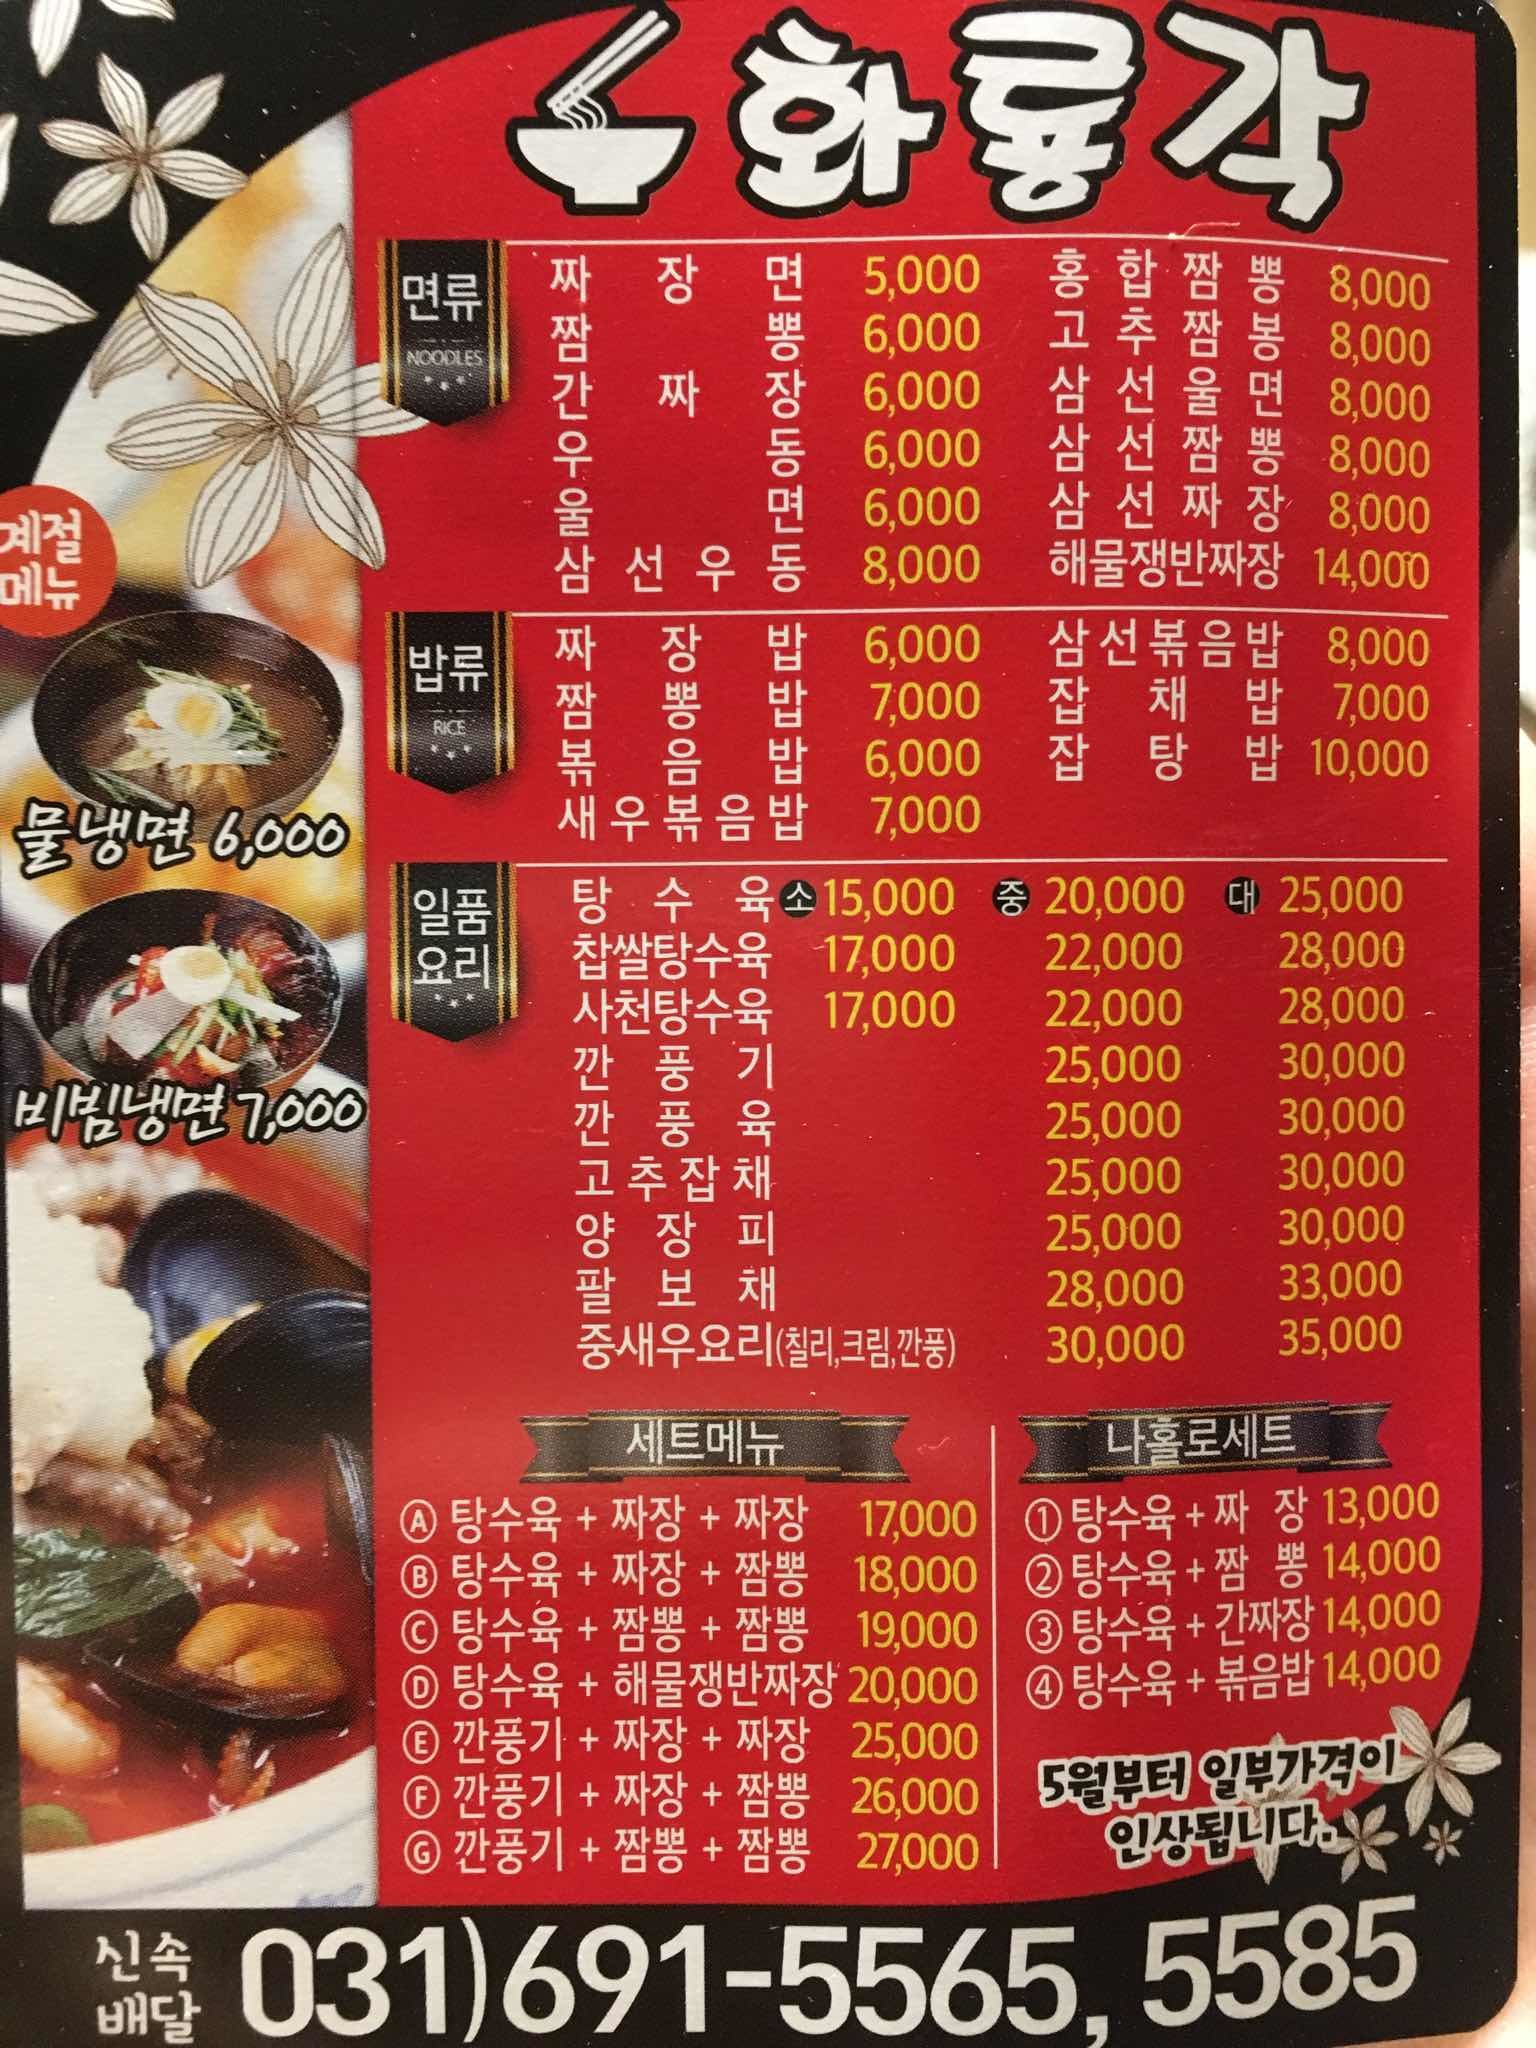 화룡각
면류
NOODLES
짜장면 5,000 홍합짬뽕 8,000
짬뽕 6,000 고추짬봉 8,000
간짜장 6,000 삼선울면 8,000
우동 6,000 삼선짬뽕 8,000
울면 6,000 삼선짜장 8,000
삼선우동 8,000 해물쟁반짜장 14,000
밥류
RICE
짜장밥 6,000 삼선볶음밥 8,000
짬뽕밥 7,000 잡채밥 7,000
볶음밥 6,000 잡탕밥 10,000
새우볶음밥 7,000
일품
요리
탕수육 소 15,000 중 20,000 대 25,000
찹쌀탕수육 17,000 22,000 28,000
사천탕수육 17,000 22,000 28,000
깐풍기 25,000 30,000
깐풍육 25,000 30,000
고추잡채 25,000 30,000
양장피 25,000 30,000
팔보채 28,000 33,000
중새우요리(칠리,크림,깐풍) 30,000 35,000
계절
메뉴
물냉면 6,000
비빔냉면 7,000
세트메뉴
Ⓐ 탕수육 + 짜장 + 짜장 17,000
Ⓑ 탕수육 + 짜장 + 짬뽕 18,000
Ⓒ 탕수육 + 짬뽕 + 짬뽕 19,000
Ⓓ 탕수육 + 해물쟁반짜장 20,000
Ⓔ 깐풍기 + 짜장 + 짜장 25,000
Ⓕ 깐풍기 + 짜장 + 짬뽕 26,000
Ⓖ 깐풍기 + 짬뽕 + 짬뽕 27,000
나홀로세트
① 탕수육 + 짜장 13,000
② 탕수육 + 짬뽕 14,000
③ 탕수육 + 간짜장 14,000
④ 탕수육 + 볶음밥 14,000
5월부터 일부가격이
인상됩니다.
신속
배달
031)691-5565, 5585